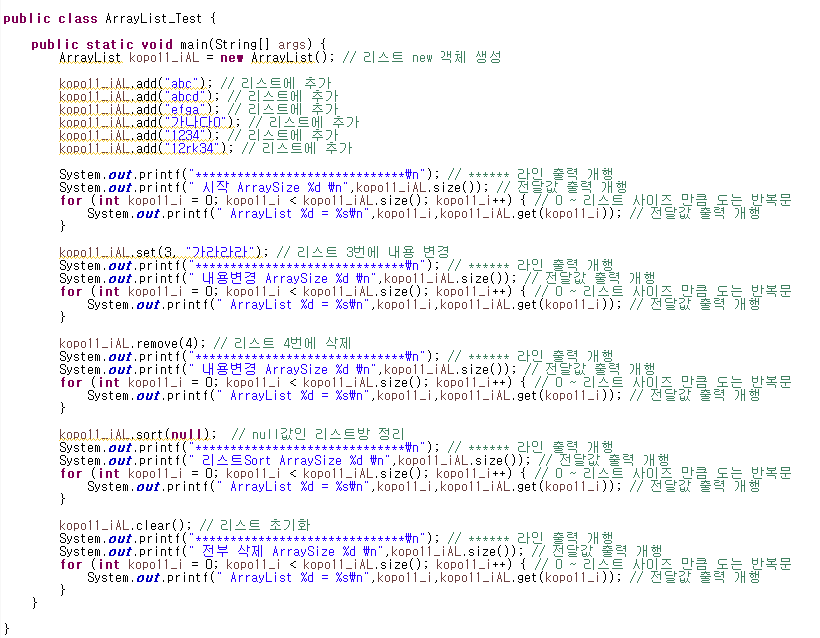 public class ArrayList_Test {
public static void main(String[] args) {
ArrayList kopo11_iAL = new ArrayList(); // 리스트 new 객체 생성
kopo11_iAL.add("abc"); // 리스트에 추가
kopo11_iAL.add("abcd"); // 리스트에 추가
kopo11_iAL.add("efga"); // 리스트에 추가
kopo11_iAL.add("가나다0"); // 리스트에 추가
kopo11_iAL.add("1234"); // 리스트에 추가
kopo11_iAL.add("12rk34"); // 리스트에 추가
System.out.printf("******************************₩n"); // ****** 라인 출력 개행
System.out.printf(" 시작 ArraySize %d ₩n",kopo11_iAL.size()); // 전달값 출력 개행
for (int kopo11_i = 0; kopo11_i < kopo11_iAL.size(); kopo11_i++) { // 0 ~ 리스트 사이즈 만큼 도는 반복문
System.out.printf(" ArrayList %d = %s₩n",kopo11_i,kopo11_iAL.get(kopo11_i)); // 전달값 출력 개행
}
kopo11_iAL.set(3, "가라라라"); // 리스트 3번에 내용 변경
System.out.printf("******************************₩n"); // ****** 라인 출력 개행
System.out.printf(" 내용변경 ArraySize %d ₩n",kopo11_iAL.size()); // 전달값 출력 개행
for (int kopo11_i = 0; kopo11_i < kopo11_iAL.size(); kopo11_i++) { // 0 ~ 리스트 사이즈 만큼 도는 반복문
System.out.printf(" ArrayList %d = %s₩n",kopo11_i,kopo11_iAL.get(kopo11_i)); // 전달값 출력 개행
}
kopo11_iAL.remove(4); // 리스트 4번에 삭제
System.out.printf("******************************₩n"); // ****** 라인 출력 개행
System.out.printf(" 내용변경 ArraySize %d ₩n",kopo11_iAL.size()); // 전달값 출력 개행
for (int kopo11_i = 0; kopo11_i < kopo11_iAL.size(); kopo11_i++) { // 0 ~ 리스트 사이즈 만큼 도는 반복문
System.out.printf(" ArrayList %d = %s₩n",kopo11_i,kopo11_iAL.get(kopo11_i)); // 전달값 출력 개행
}
kopo11_iAL.sort(null); // null값인 리스트방 정리
System.out.printf("******************************₩n"); // ****** 라인 출력 개행
System.out.printf(" 리스트Sort ArraySize %d ₩n",kopo11_iAL.size()); // 전달값 출력 개행
for (int kopo11_i = 0; kopo11_i < kopo11_iAL.size(); kopo11_i++) { // 0 ~ 리스트 사이즈 만큼 도는 반복문
System.out.printf(" ArrayList %d = %s₩n",kopo11_i,kopo11_iAL.get(kopo11_i)); // 전달값 출력 개행
}
kopo11_iAL.clear(); // 리스트 초기화
System.out.printf("******************************₩n"); // ****** 라인 출력 개행
System.out.printf(" 전부 삭제 ArraySize %d ₩n",kopo11_iAL.size()); // 전달값 출력 개행
for (int kopo11_i = 0; kopo11_i < kopo11_iAL.size(); kopo11_i++) { // 0 ~ 리스트 사이즈 만큼 도는 반복문
System.out.printf(" ArrayList %d = %s₩n",kopo11_i,kopo11_iAL.get(kopo11_i)); // 전달값 출력 개행
}
}
}